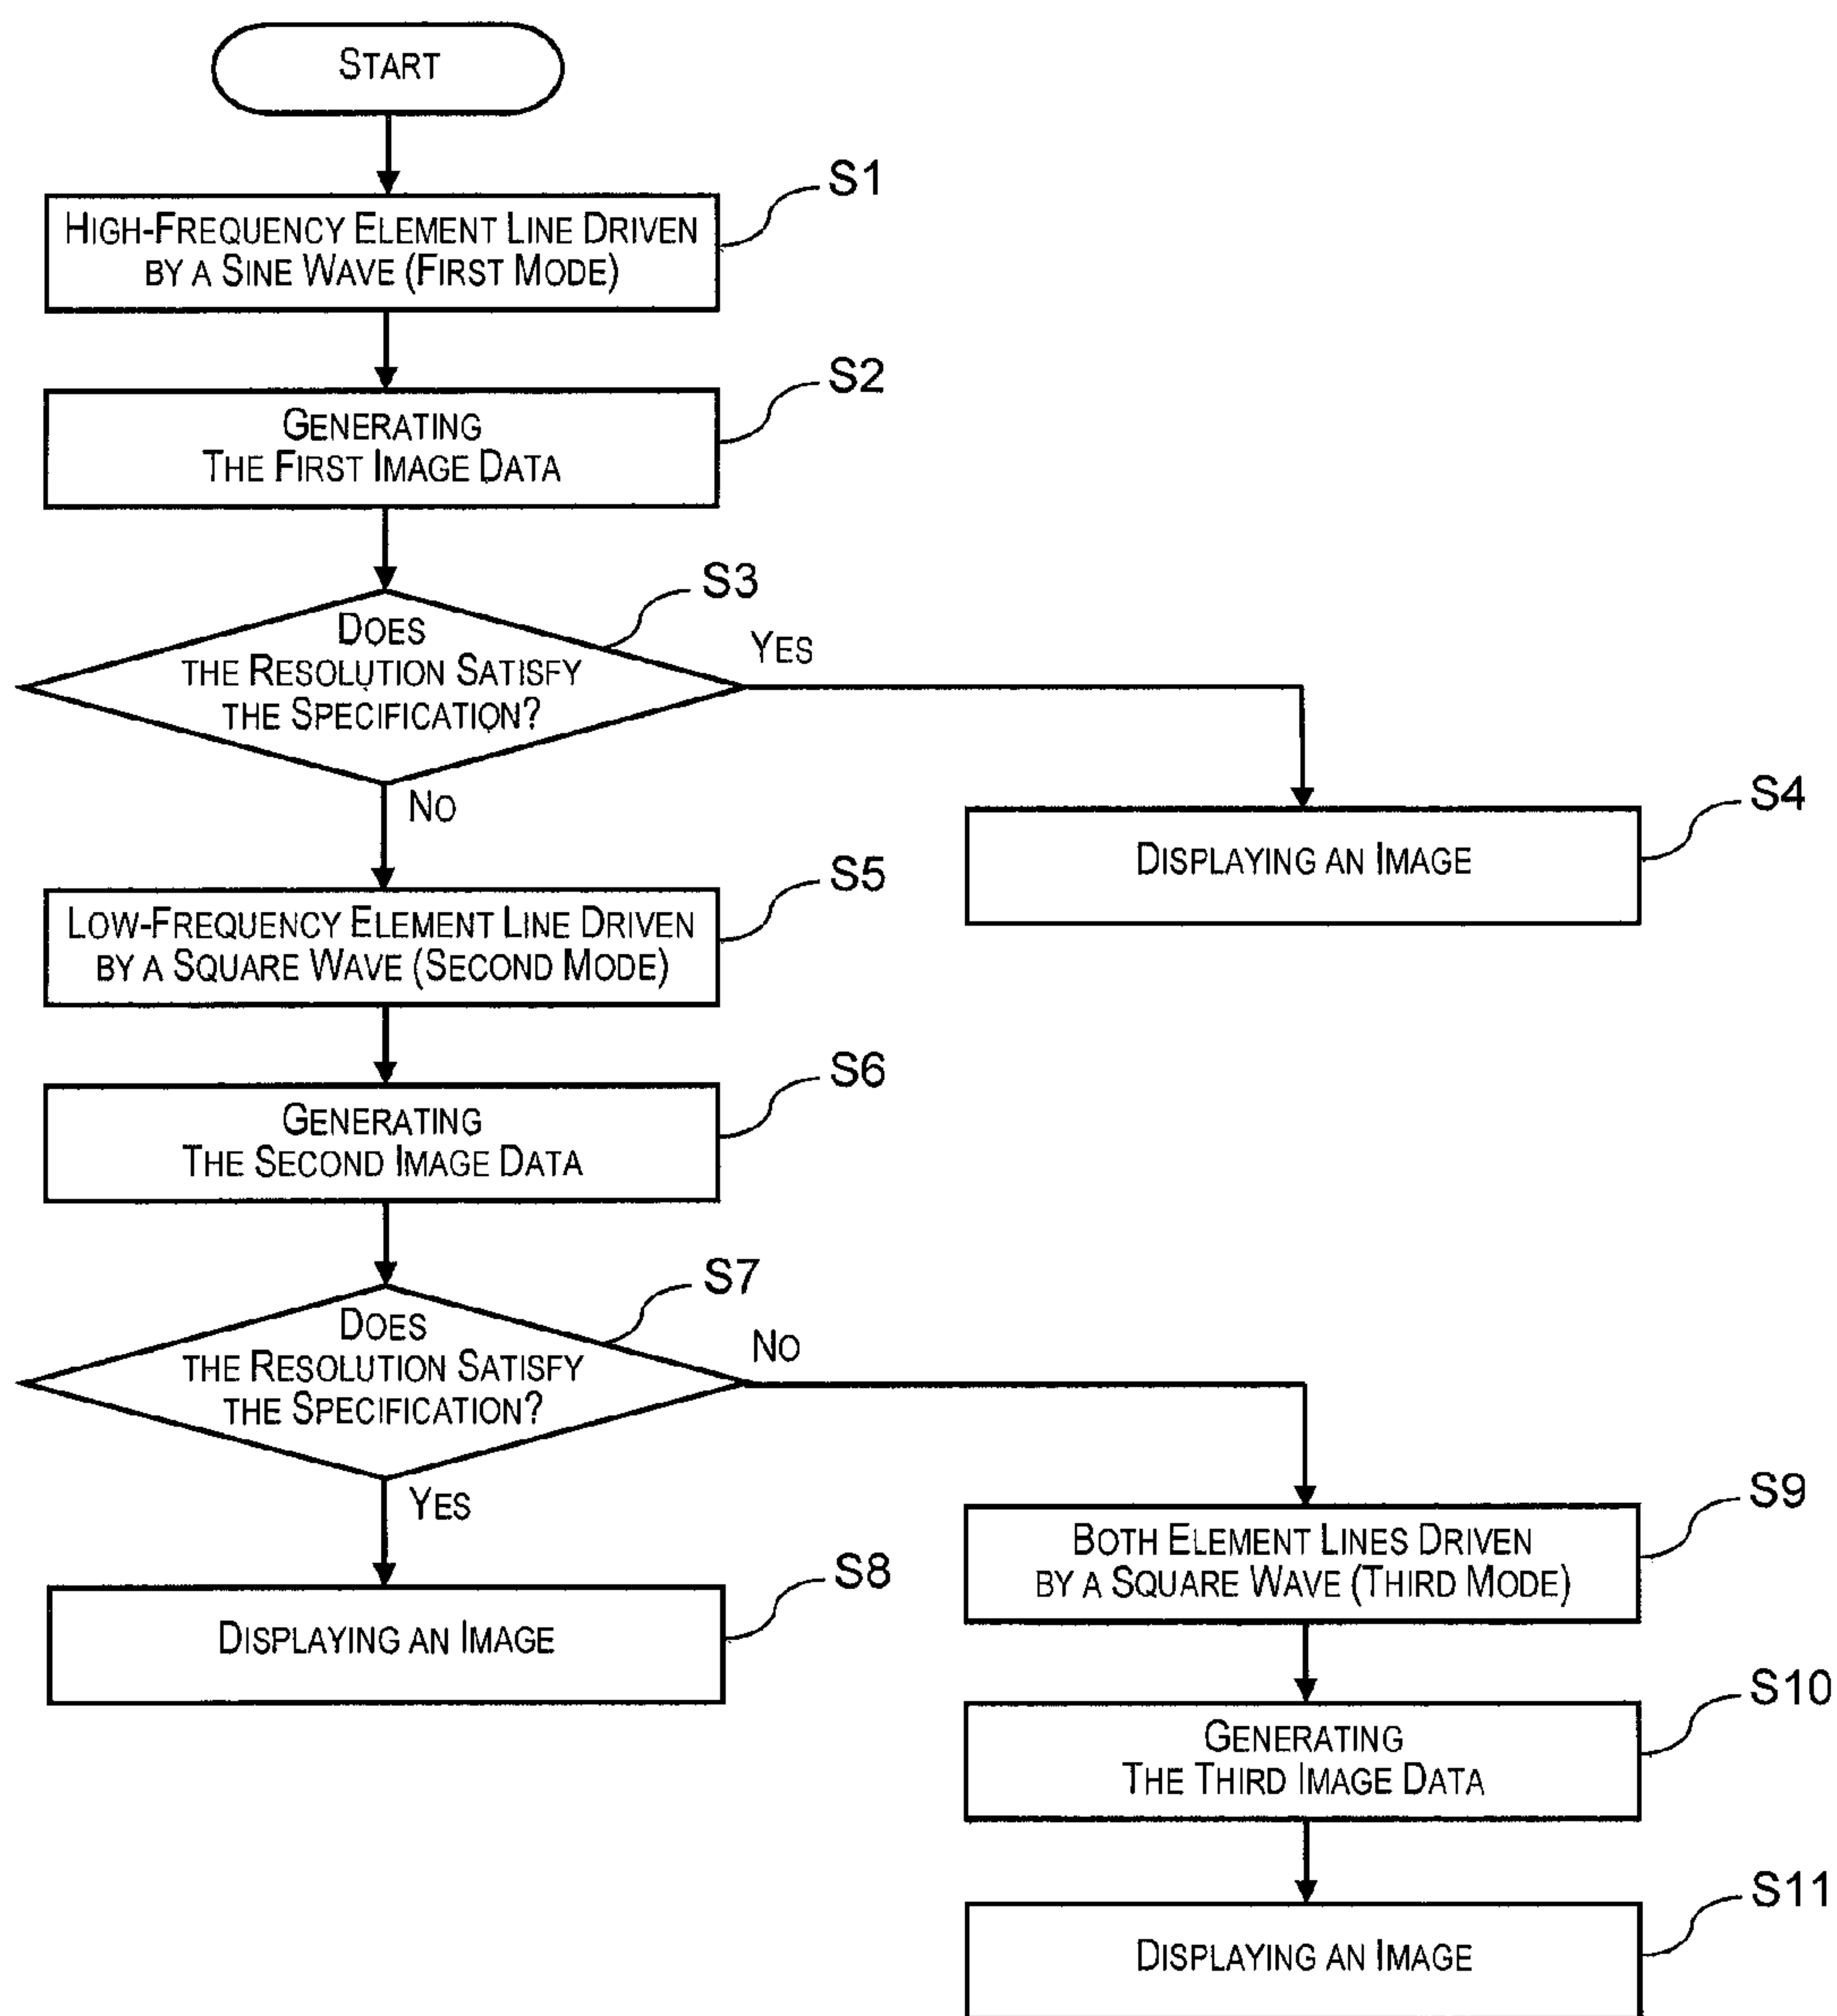 START
S1
HIGH-FREQUENCY ELEMENT LINE DRIVEN
BY A SINE WAVE (FIRST MODE)
S2
GENERATING
THE FIRST IMAGE DATA
S3
DOES
THE RESOLUTION SATISFY
THE SPECIFICATION?
YES
NO
S4
DISPLAYING AN IMAGE
S5
LOW-FREQUENCY ELEMENT LINE DRIVEN
BY A SQUARE WAVE (SECOND MODE)
S6
GENERATING
THE SECOND IMAGE DATA
S7
DOES
THE RESOLUTION SATISFY
THE SPECIFICATION?
NO
YES
S8
DISPLAYING AN IMAGE
S9
BOTH ELEMENT LINES DRIVEN
BY A SQUARE WAVE (THIRD MODE)
S10
GENERATING
THE THIRD IMAGE DATA
S11
DISPLAYING AN IMAGE